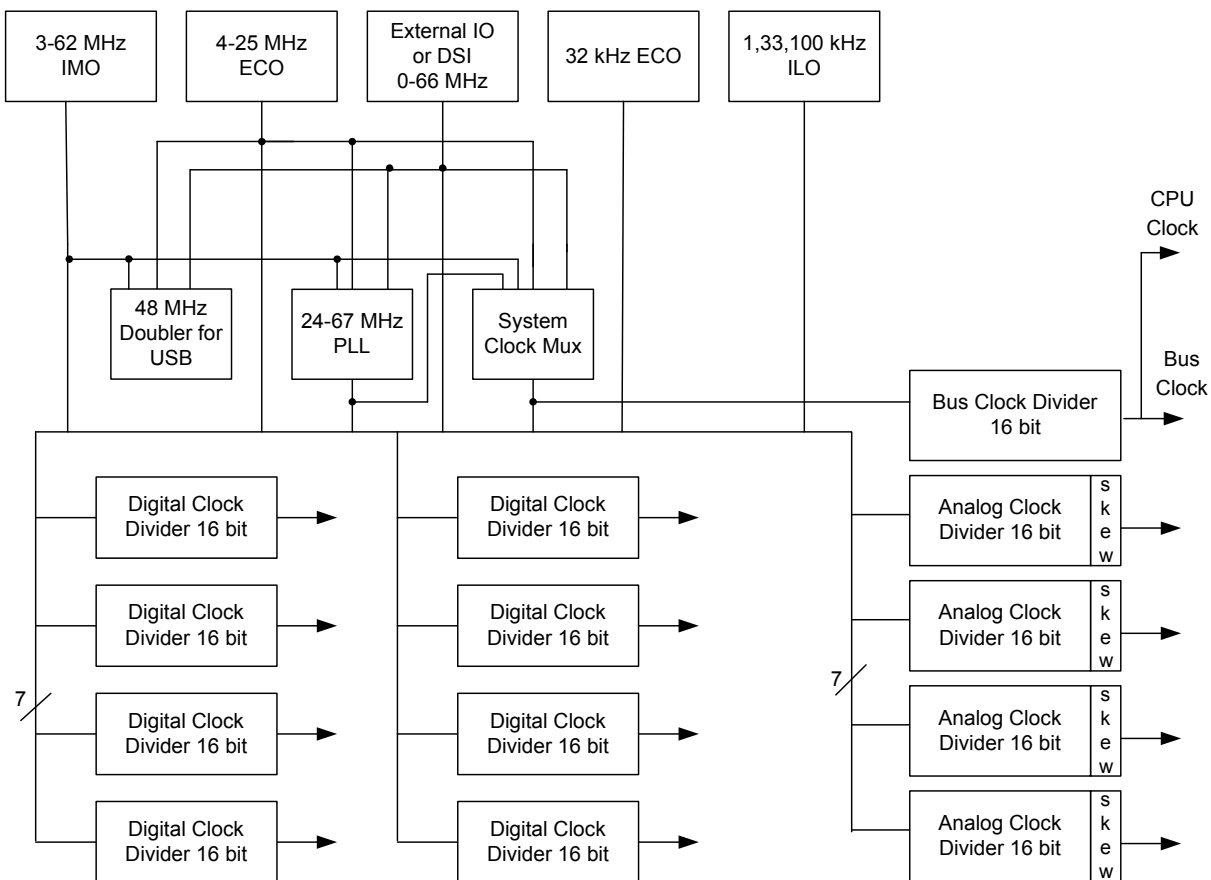 3-62 MHz
IMO
4-25 MHz
ECO
External IO
or DSI
0-66 MHz
32 kHz ECO
1,33,100 kHz
ILO
CPU
Clock
48 MHz
Doubler for
USB
24-67 MHz
PLL
System
Clock Mux
Bus
Clock
Bus Clock Divider
16 bit
Digital Clock
Divider 16 bit
Digital Clock
Divider 16 bit
Analog Clock
Divider 16 bit
s
k
e
w
Digital Clock
Divider 16 bit
Digital Clock
Divider 16 bit
Analog Clock
Divider 16 bit
s
k
e
w
7
7
Digital Clock
Divider 16 bit
Digital Clock
Divider 16 bit
Analog Clock
Divider 16 bit
s
k
e
w
Digital Clock
Divider 16 bit
Digital Clock
Divider 16 bit
Analog Clock
Divider 16 bit
s
k
e
w